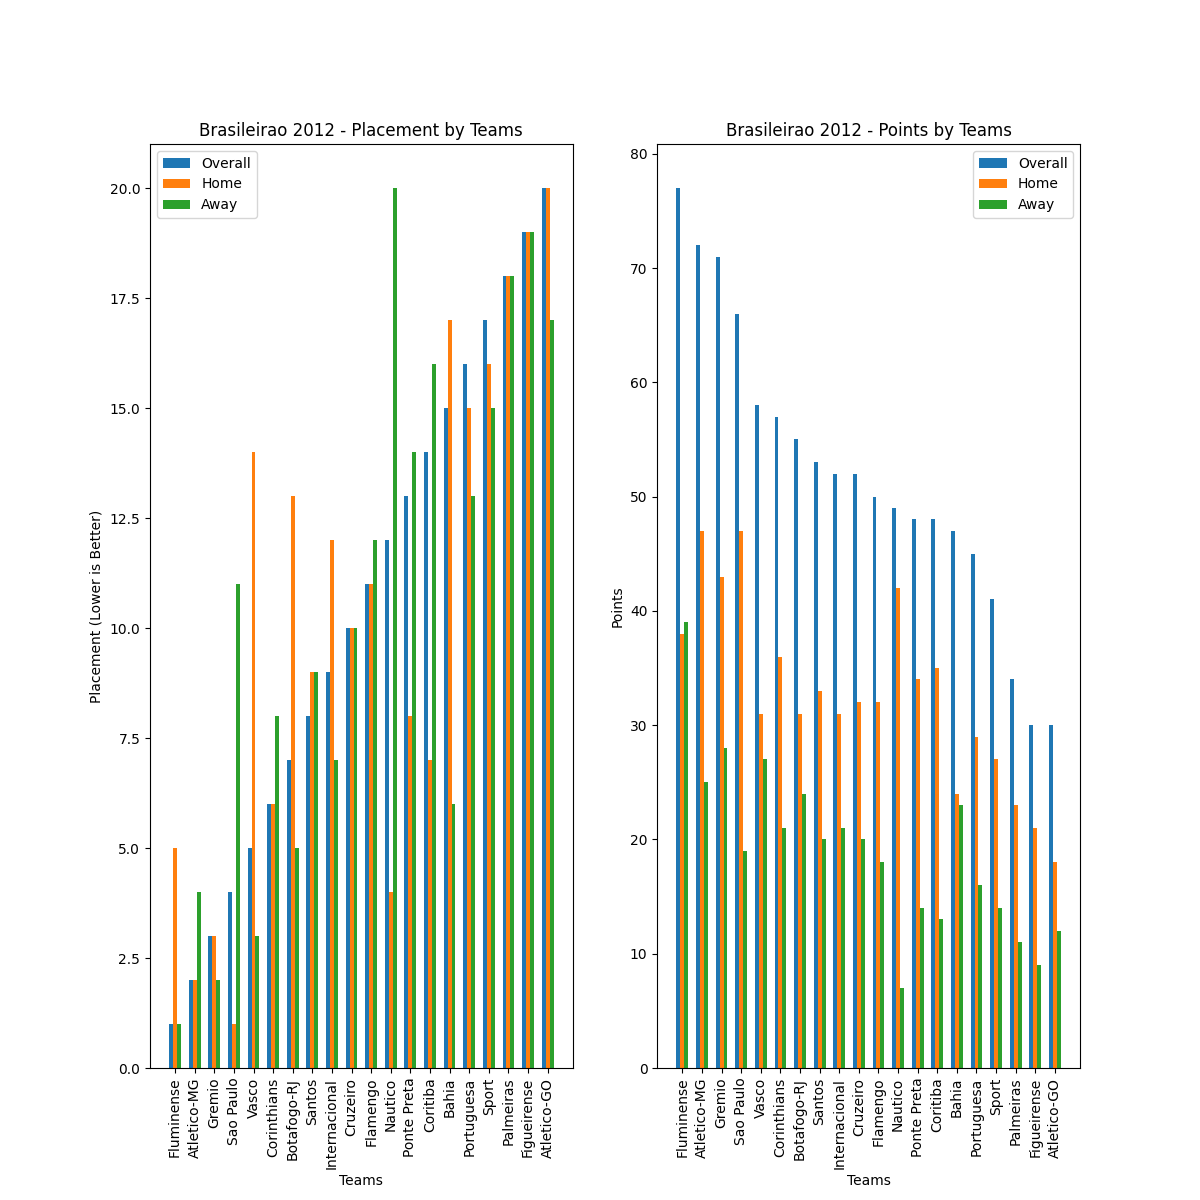 Brasileirao 2012 - Placement by Teams
Overall
Home
Away
Placement (Lower is Better)
20.0
17.5
15.0
12.5
10.0
7.5
5.0
2.5
0.0
Fluminense
Atletico-MG
Gremio
Sao Paulo
Vasco
Corinthians
Botafogo-RJ
Santos
Internacional
Cruzeiro
Flamengo
Nautico
Ponte Preta
Coritiba
Bahia
Portuguesa
Sport
Palmeiras
Figueirense
Atletico-GO
Teams
Brasileirao 2012 - Points by Teams
Overall
Home
Away
Points
80
70
60
50
40
30
20
10
0
Fluminense
Atletico-MG
Gremio
Sao Paulo
Vasco
Corinthians
Botafogo-RJ
Santos
Internacional
Cruzeiro
Flamengo
Nautico
Ponte Preta
Coritiba
Bahia
Portuguesa
Sport
Palmeiras
Figueirense
Atletico-GO
Teams